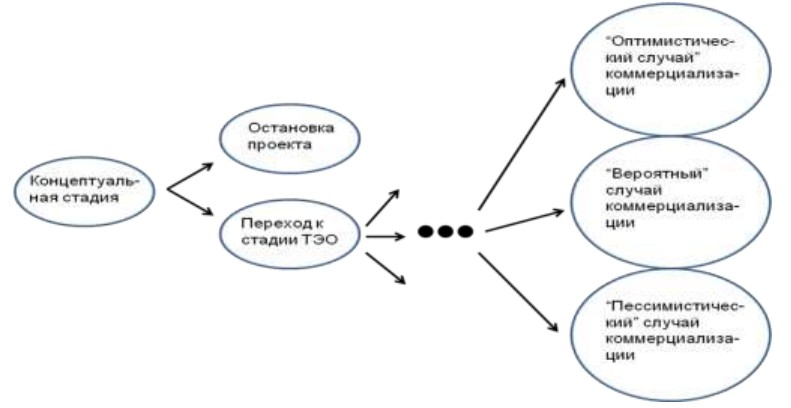 Концептуаль-
ная стадия
Остановка
проекта
Переход к
стадии ТЭО
"Оптимистичес-
кий случай"
коммерциализа-
ции
"Вероятный"
случай
коммерциализа-
ции
"Пессимистичес-
кий" случай
коммерциализа-
ции